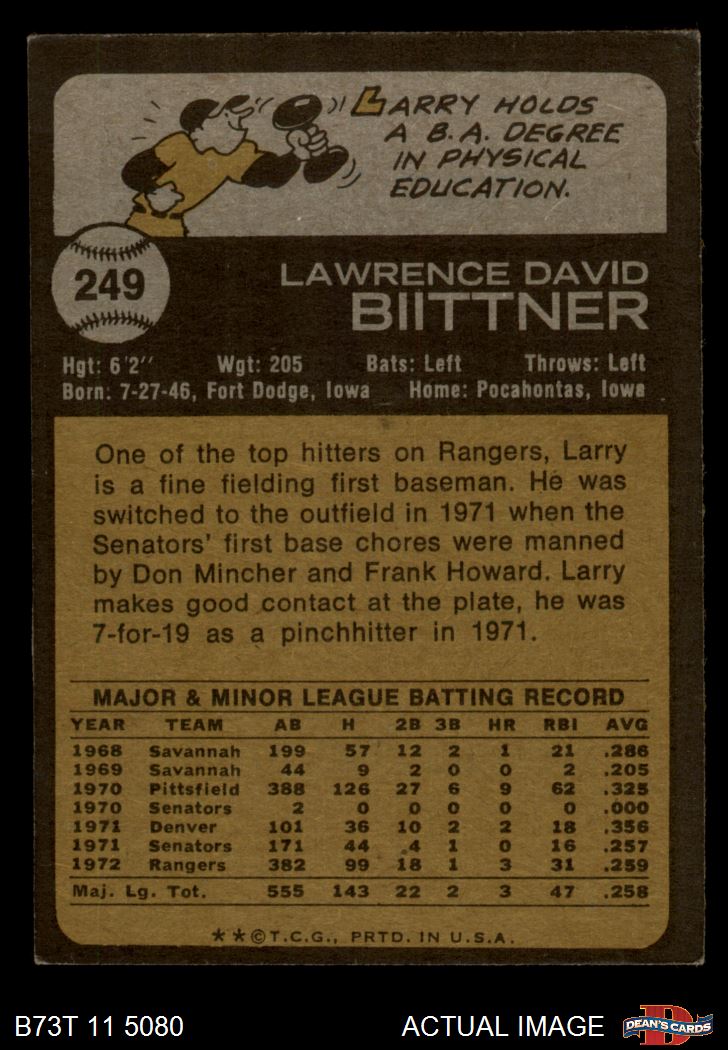 LARRY HOLDS
A B.A. DEGREE
IN PHYSICAL
EDUCATION.
249
LAWRENCE DAVID
BIITTNER
Hgt: 6'2" Wgt: 205 Bats: Left Throws: Left
Born: 7-27-46, Fort Dodge, Iowa Home: Pocahontas, Iowa
One of the top hitters on Rangers, Larry
is a fine fielding first baseman. He was
switched to the outfield in 1971 when the
Senators' first base chores were manned
by Don Mincher and Frank Howard. Larry
makes good contact at the plate, he was
7-for-19 as a pinchhitter in 1971.
MAJOR & MINOR LEAGUE BATTING RECORD
YEAR TEAM AB H 2B 3B HR RBI AVG
1968 Savannah 199 57 12 2 1 21 .286
1969 Savannah 44 9 2 0 0 2 .205
1970 Pittsfield 388 126 27 6 9 62 .325
1970 Senators 2 0 0 0 0 0 .000
1971 Denver 101 36 10 2 2 18 .356
1971 Senators 171 44 4 1 0 16 .257
1972 Rangers 382 99 18 1 3 31 .259
Maj. Lg. Tot. 555 143 22 2 3 47 .258
**©T.C.G., PRTD. IN U.S.A.
B73T 11 5080 ACTUAL IMAGE D DEAN'S CARDS